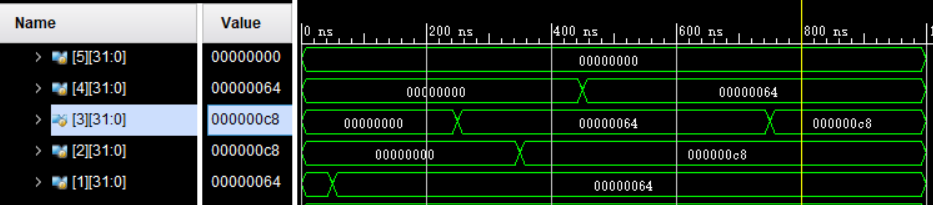 Name Value 0 ns 200 ns 400 ns 600 ns 800 ns
[5][31:0] 00000000 00000000
[4][31:0] 00000064 00000000 00000064
[3][31:0] 000000c8 00000000 00000064 000000c8
[2][31:0] 000000c8 00000000 000000c8
[1][31:0] 00000064 00000064